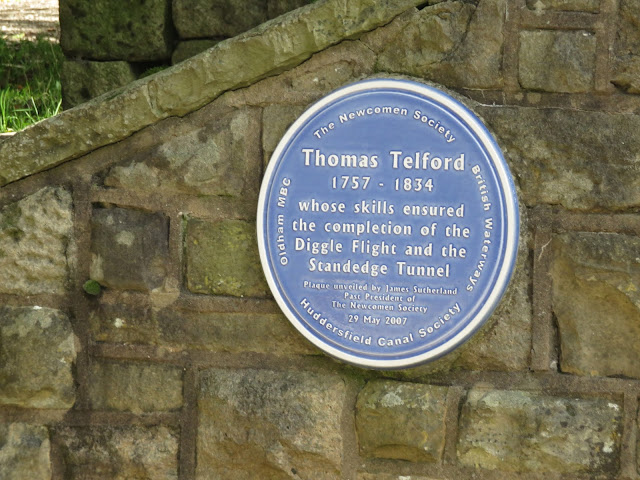 The Newcomen Society
Oldham MBC
British Waterways
Thomas Telford
1757 - 1834
whose skills ensured
the completion of the
Diggle Flight and the
Standedge Tunnel
Plaque unveiled by James Sutherland
Past President of
The Newcomen Society
29 May 2007
Huddersfield Canal Society